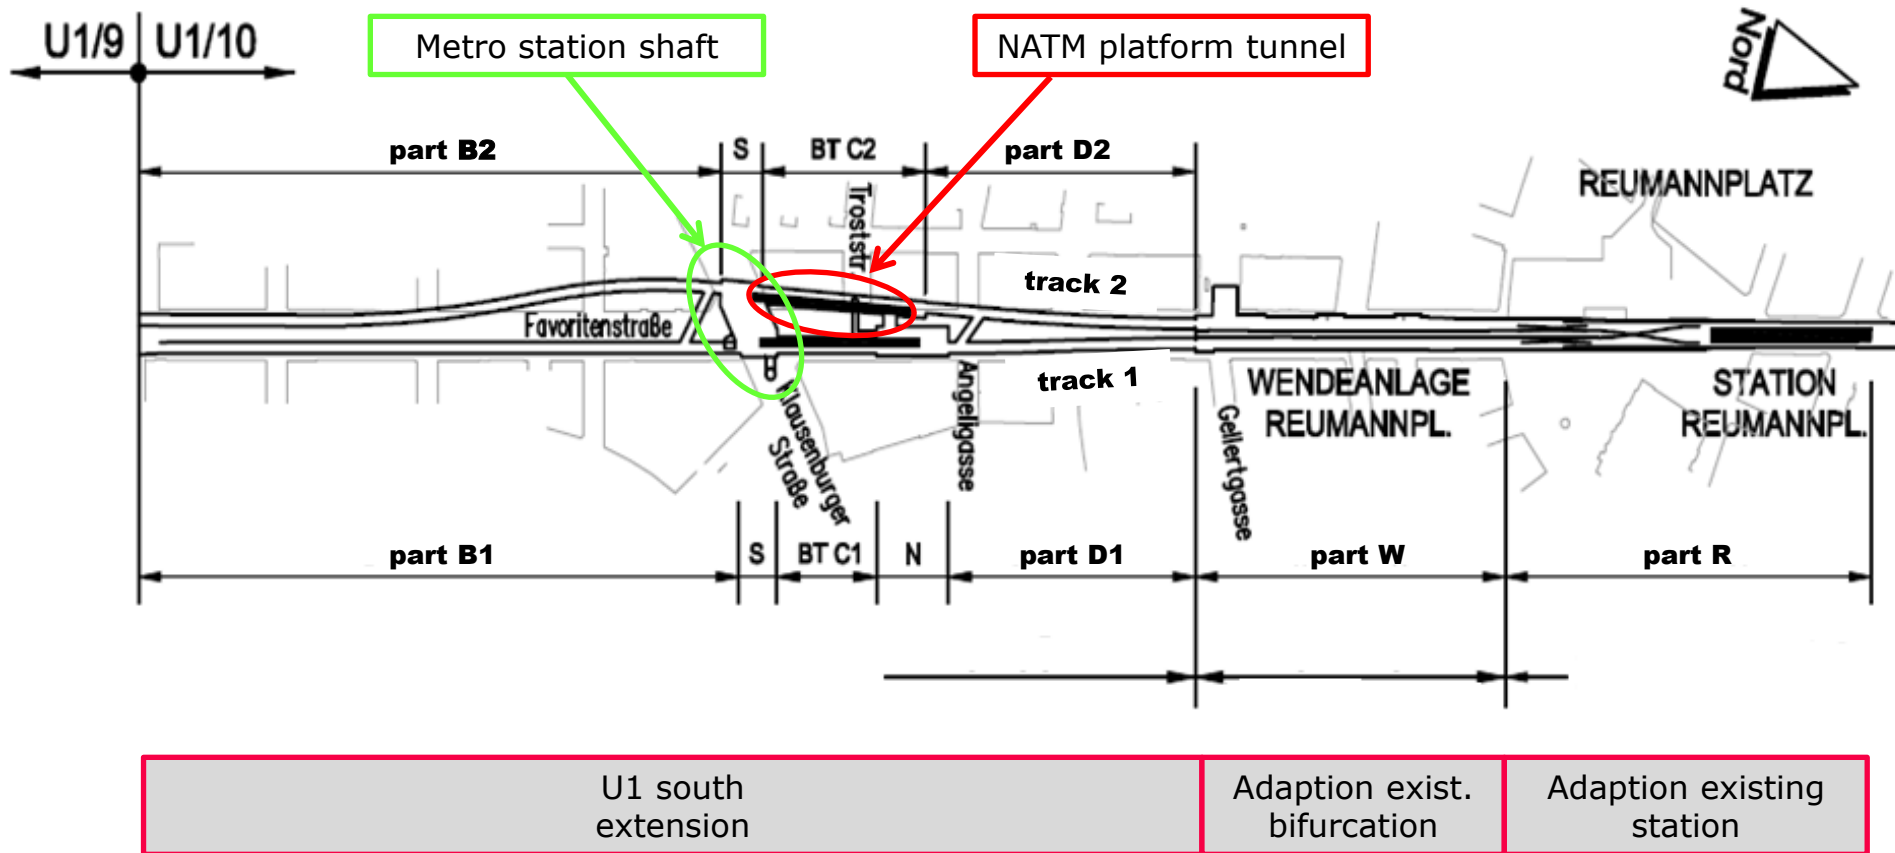 U1/9 U1/10
Metro station shaft
NATM platform tunnel
Nord
part B2
S
BT C2
part D2
REUMANNPLATZ
Troststr
track 2
Favoritenstraße
track 1
Klausenburger
Straße
Angeligasse
Gellertgasse
WENDEANLAGE
REUMANNPL.
STATION
REUMANNPL.
part B1
S
BT C1
N
part D1
part W
part R
U1 south
extension
Adaption exist.
bifurcation
Adaption existing
station